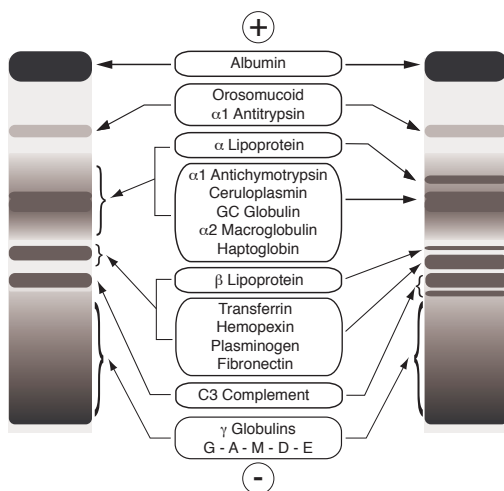 +
Albumin
Orosomucoid
α1 Antitrypsin
α Lipoprotein
α1 Antichymotrypsin
Ceruloplasmin
GC Globulin
α2 Macroglobulin
Haptoglobin
β Lipoprotein
Transferrin
Hemopexin
Plasminogen
Fibronectin
C3 Complement
γ Globulins
G - A - M - D - E
-